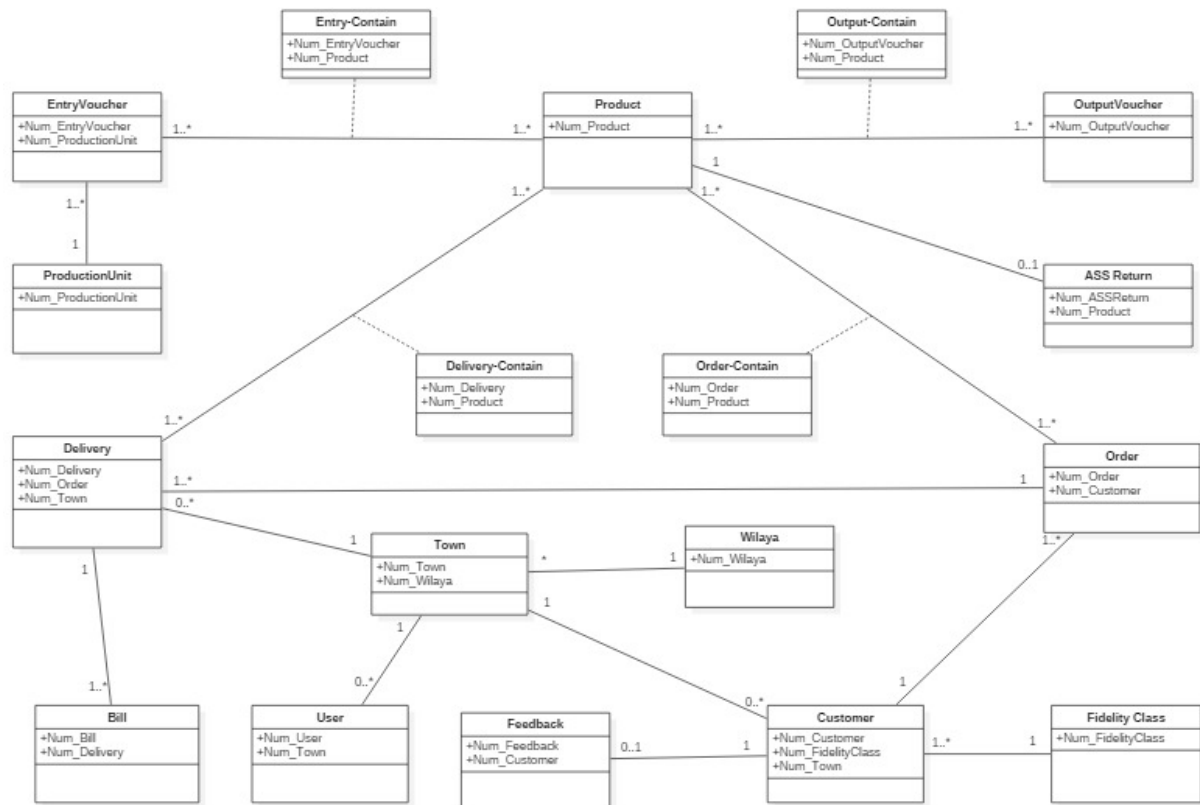 Entry-Contain
+Num_EntryVoucher
+Num_Product
Output-Contain
+Num_OutputVoucher
+Num_Product
EntryVoucher
+Num_EntryVoucher
+Num_ProductionUnit
1..*
1..*
Product
+Num_Product
1..*
1..*
OutputVoucher
+Num_OutputVoucher
1
1..*
1..*
1..*
1
0..1
ProductionUnit
+Num_ProductionUnit
ASS Return
+Num_ASSReturn
+Num_Product
Delivery-Contain
+Num_Delivery
+Num_Product
Order-Contain
+Num_Order
+Num_Product
1..*
1..*
Delivery
+Num_Delivery
+Num_Order
+Num_Town
1..*
0..*
1
Order
+Num_Order
+Num_Customer
1..*
1
Town
+Num_Town
+Num_Wilaya
*
1
Wilaya
+Num_Wilaya
1
1
1
1..*
0..*
0..*
1
Bill
+Num_Bill
+Num_Delivery
User
+Num_User
+Num_Town
Feedback
+Num_Feedback
+Num_Customer
0..1
1
Customer
+Num_Customer
+Num_FidelityClass
+Num_Town
1..*
1
Fidelity Class
+Num_FidelityClass